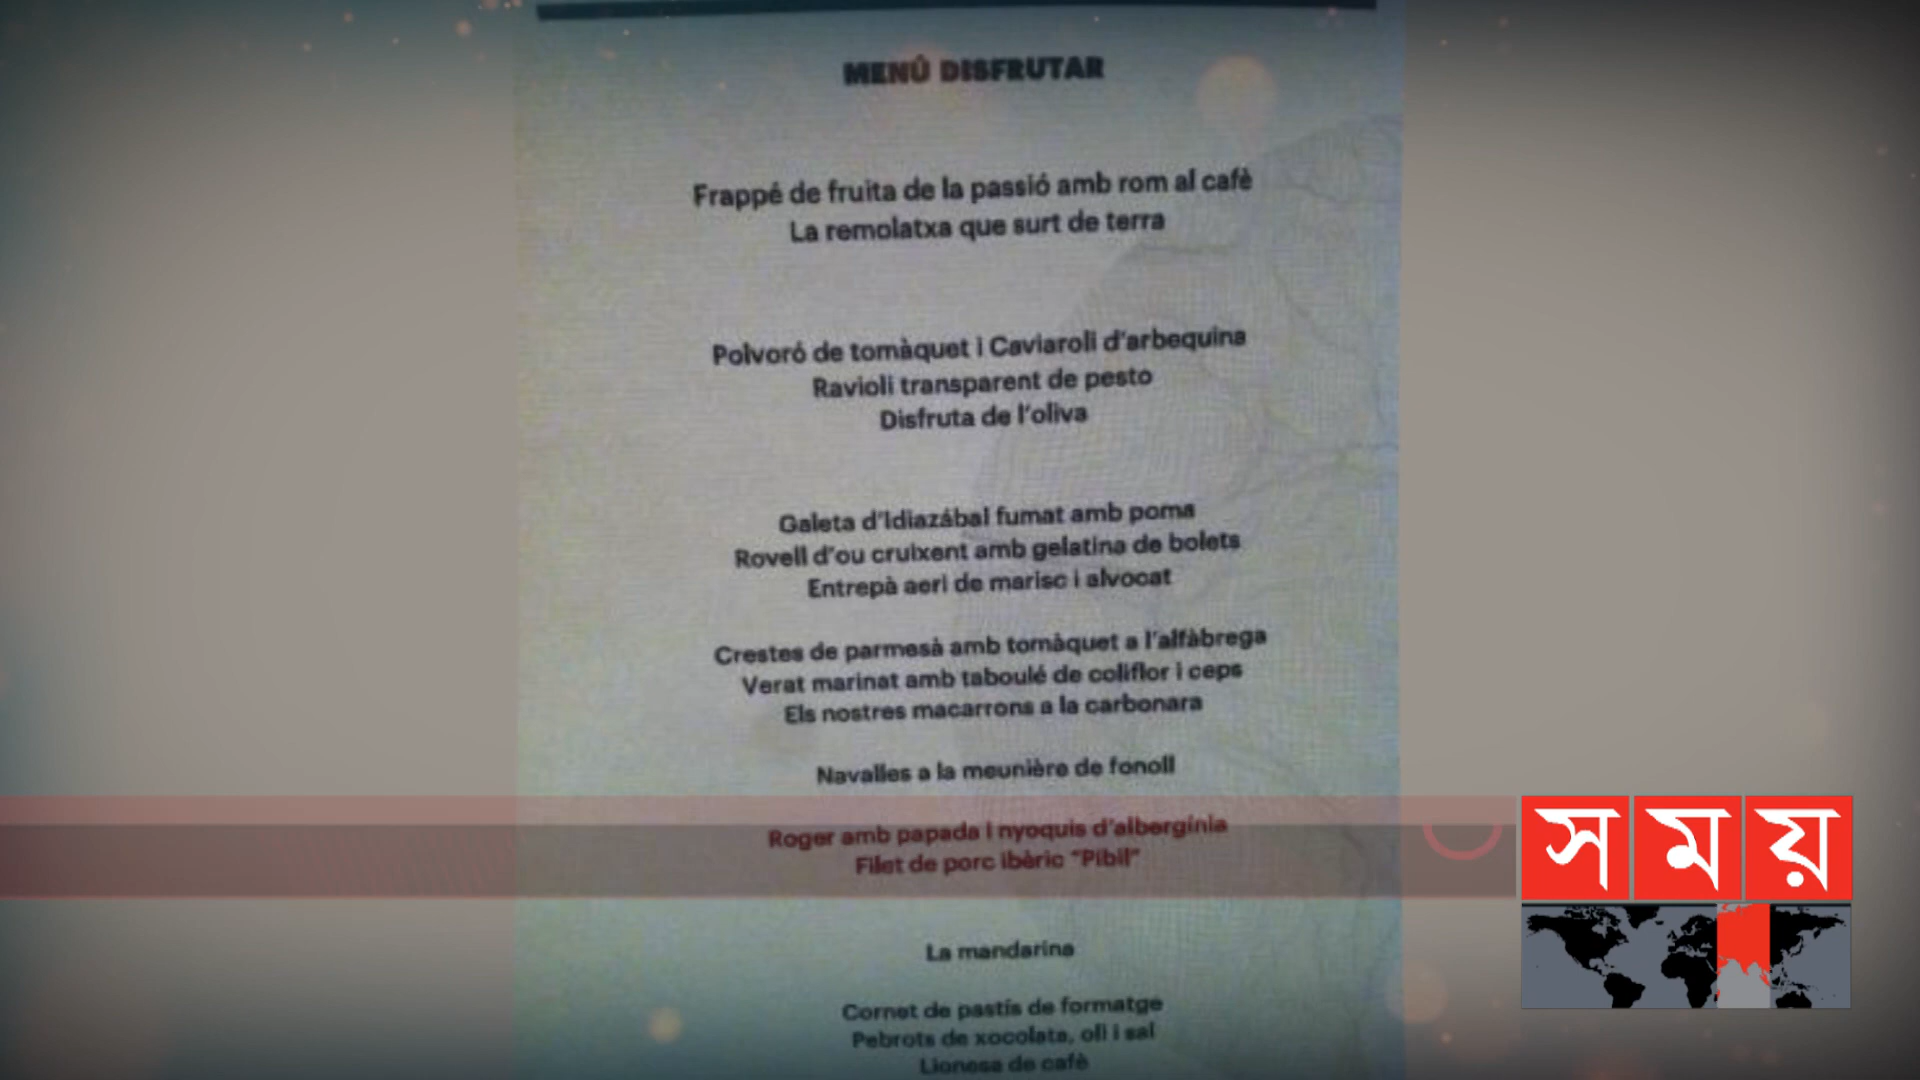 MENÚ DISFRUTAR
Frappé de fruita de la passió amb rom al cafè
La remolatxa que surt de terra
Polvoró de tomàquet i Caviaroli d'arbequina
Ravioli transparent de pesto
Disfruta de l'oliva
Galeta d'Idiazábal fumat amb poma
Rovell d'ou cruixent amb gelatina de bolets
Entrepà aeri de marisc i alvocat
Crestes de parmesà amb tomàquet a l'alfàbrega
Verat marinat amb taboulé de coliflor i ceps
Els nostres macarrons a la carbonara
Navalles a la meunière de fonoll
Roger amb papada i nyoquis d'albergínia
Filet de porc ibèric "Pibil"
La mandarina
Cornet de pastís de formatge
Pebrots de xocolata, oli i sal
Lionesa de cafè
সময়